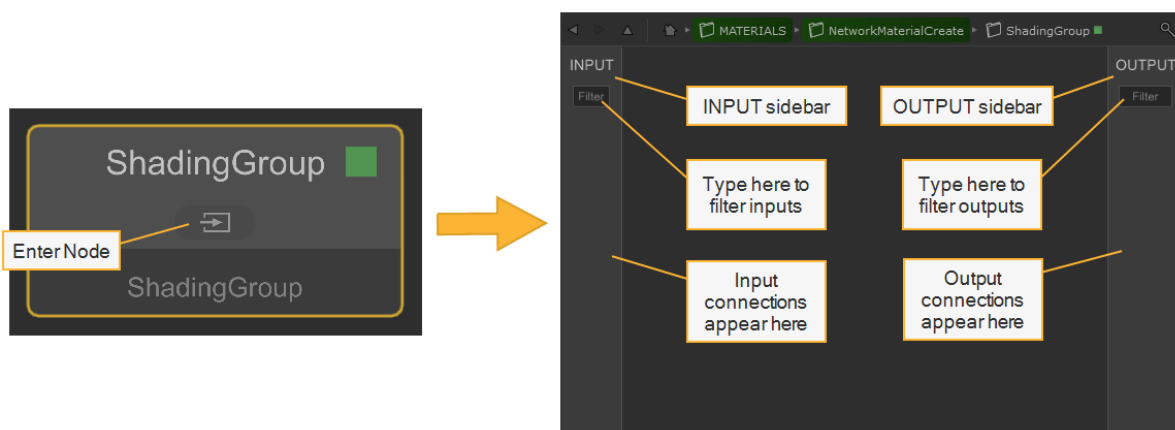 ShadingGroup
Enter Node
ShadingGroup
MATERIALS NetworkMaterialCreate ShadingGroup
INPUT
OUTPUT
Filter
Filter
INPUT sidebar
OUTPUT sidebar
Type here to
filter inputs
Type here to
filter outputs
Input
connections
appear here
Output
connections
appear here